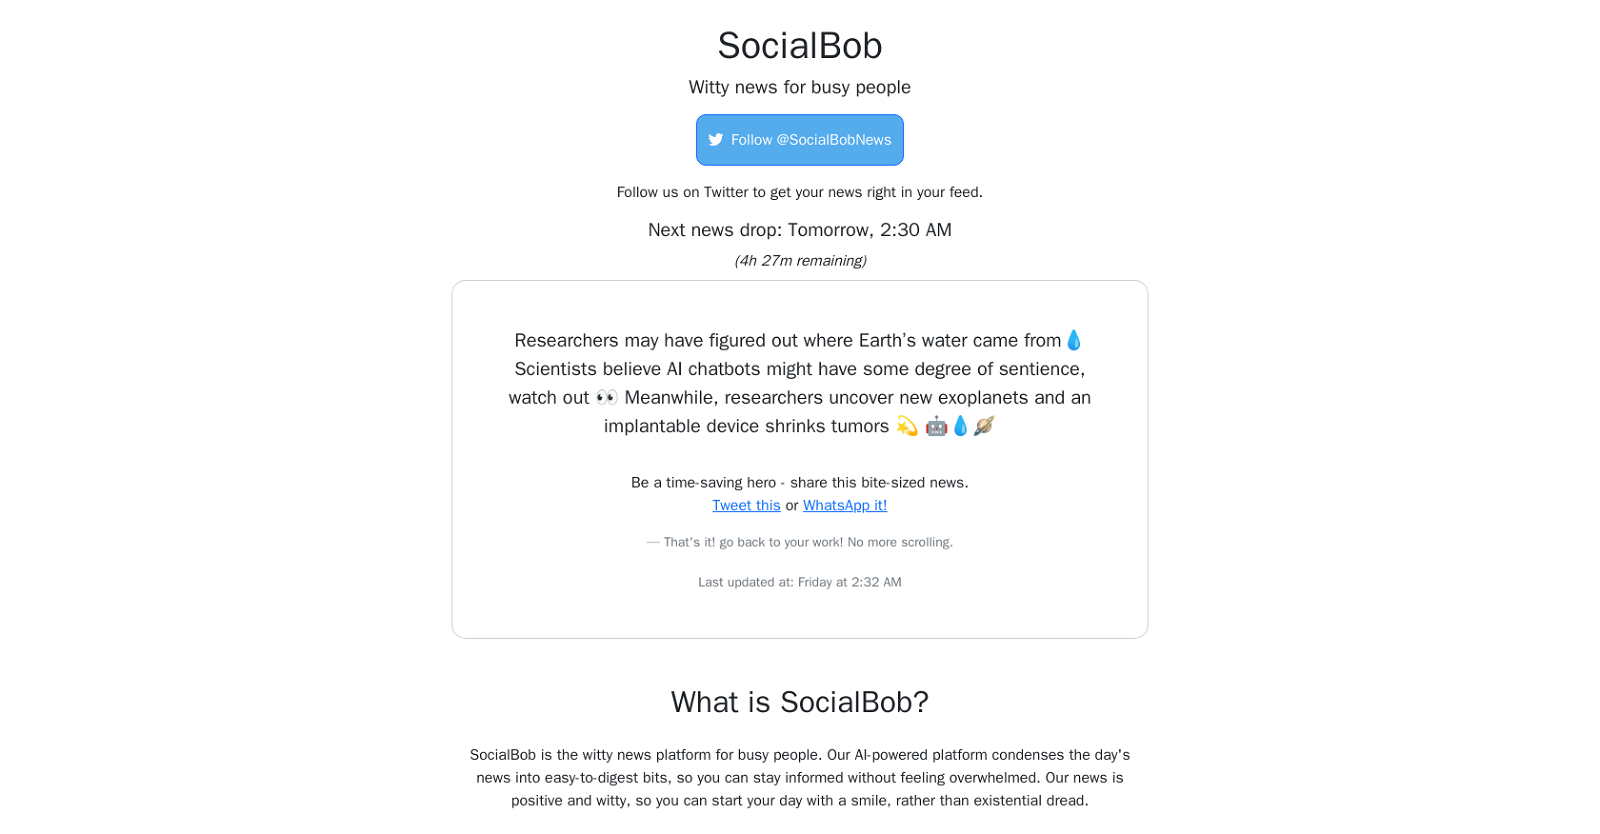 SocialBob
Witty news for busy people
Follow @SocialBobNews
Follow us on Twitter to get your news right in your feed.
Next news drop: Tomorrow, 2:30 AM
(4h 27m remaining)
Researchers may have figured out where Earth’s water came from💧
Scientists believe AI chatbots might have some degree of sentience,
watch out 👀 Meanwhile, researchers uncover new exoplanets and an
implantable device shrinks tumors 💫 🤖💧🪐
Be a time-saving hero - share this bite-sized news.
Tweet this or WhatsApp it!
— That's it! go back to your work! No more scrolling.
Last updated at: Friday at 2:32 AM
What is SocialBob?
SocialBob is the witty news platform for busy people. Our AI-powered platform condenses the day's
news into easy-to-digest bits, so you can stay informed without feeling overwhelmed. Our news is
positive and witty, so you can start your day with a smile, rather than existential dread.